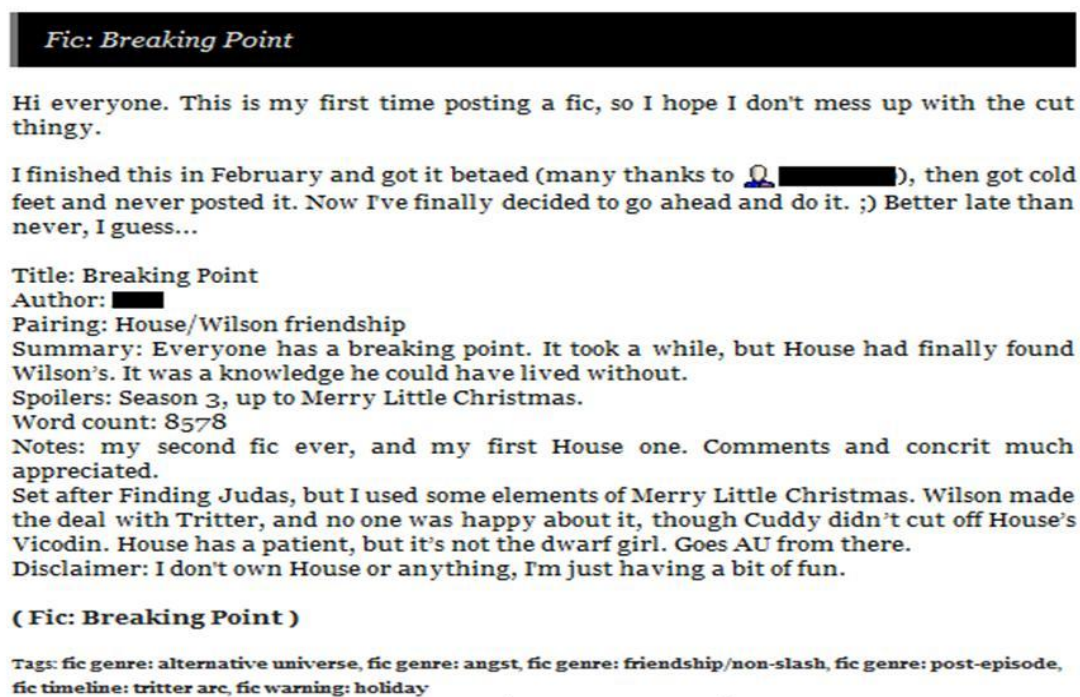 Fic: Breaking Point
Hi everyone. This is my first time posting a fic, so I hope I don't mess up with the cut
thingy.
I finished this in February and got it betaed (many thanks to ), then got cold
feet and never posted it. Now I've finally decided to go ahead and do it. ;) Better late than
never, I guess...
Title: Breaking Point
Author:
Pairing: House/Wilson friendship
Summary: Everyone has a breaking point. It took a while, but House had finally found
Wilson's. It was a knowledge he could have lived without.
Spoilers: Season 3, up to Merry Little Christmas.
Word count: 8578
Notes: my second fic ever, and my first House one. Comments and concrit much
appreciated.
Set after Finding Judas, but I used some elements of Merry Little Christmas. Wilson made
the deal with Tritter, and no one was happy about it, though Cuddy didn't cut off House's
Vicodin. House has a patient, but it's not the dwarf girl. Goes AU from there.
Disclaimer: I don't own House or anything, I'm just having a bit of fun.
( Fic: Breaking Point )
Tags: fic genre: alternative universe, fic genre: angst, fic genre: friendship/non-slash, fic genre: post-episode,
fic timeline: tritter arc, fic warning: holiday